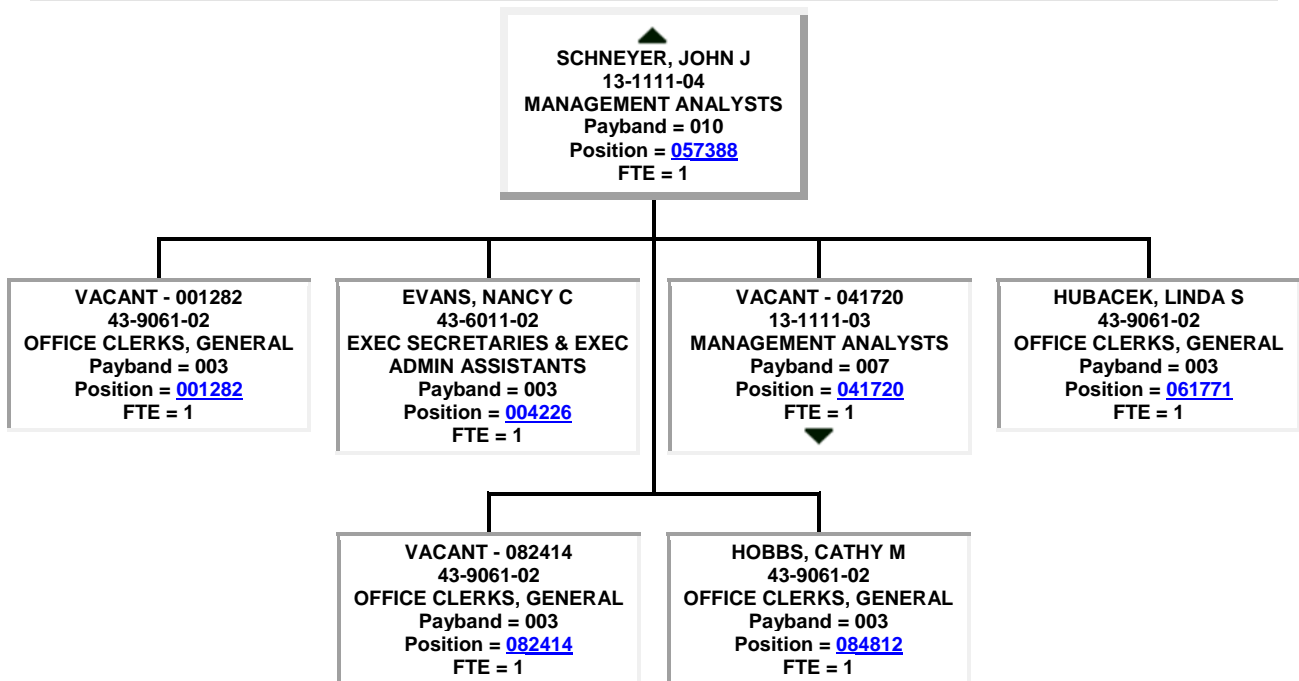 SCHNEYER, JOHN J
13-1111-04
MANAGEMENT ANALYSTS
Payband = 010
Position = 057388
FTE = 1
VACANT - 001282
43-9061-02
OFFICE CLERKS, GENERAL
Payband = 003
Position = 001282
FTE = 1
EVANS, NANCY C
43-6011-02
EXEC SECRETARIES & EXEC
ADMIN ASSISTANTS
Payband = 003
Position = 004226
FTE = 1
VACANT - 041720
13-1111-03
MANAGEMENT ANALYSTS
Payband = 007
Position = 041720
FTE = 1
HUBACEK, LINDA S
43-9061-02
OFFICE CLERKS, GENERAL
Payband = 003
Position = 061771
FTE = 1
VACANT - 082414
43-9061-02
OFFICE CLERKS, GENERAL
Payband = 003
Position = 082414
FTE = 1
HOBBS, CATHY M
43-9061-02
OFFICE CLERKS, GENERAL
Payband = 003
Position = 084812
FTE = 1